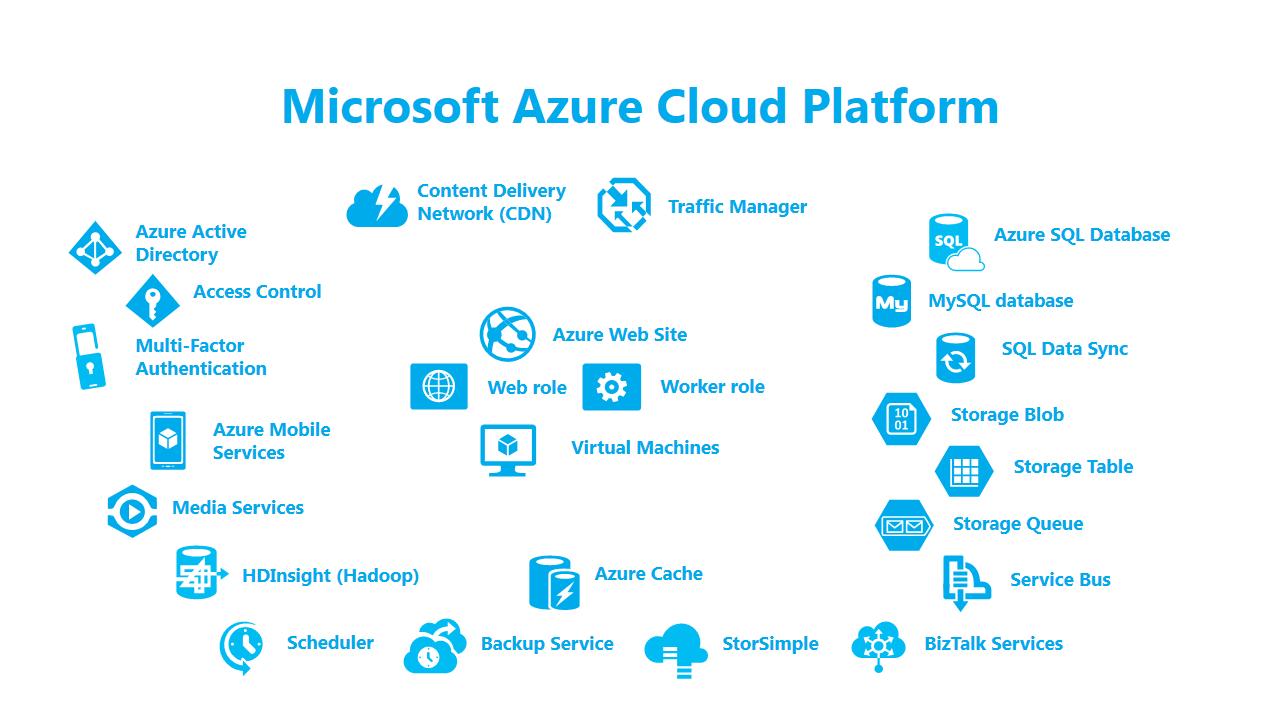 Microsoft Azure Cloud Platform
Content Delivery
Network (CDN)
Traffic Manager
Azure Active
Directory
Access Control
Multi-Factor
Authentication
Azure Mobile
Services
Media Services
HDInsight (Hadoop)
Azure Web Site
Web role
Worker role
Virtual Machines
SQL
Azure SQL Database
My
MySQL database
SQL Data Sync
10
01
Storage Blob
Storage Table
Storage Queue
Service Bus
Azure Cache
Scheduler
Backup Service
StorSimple
BizTalk Services